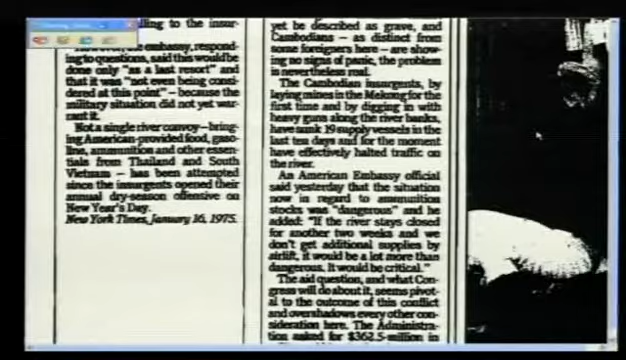 ling to the insur-
However, the embassy, respond-
ing to questions, said this would be
done only "as a last resort" and
that it was "not even being consi-
dered at this point" – because the
military situation did not yet war-
rant it.
Not a single river convoy – bring-
ing American-provided food, gaso-
line, ammunition and other essen-
tials from Thailand and South
Vietnam – has been attempted
since the insurgents opened their
annual dry-season offensive on
New Year's Day.
New York Times, January 16, 1975.
yet be described as grave, and
Cambodians – as distinct from
some foreigners here – are show-
ing no signs of panic, the problem
is nevertheless real.
The Cambodian insurgents, by
laying mines in the Mekong for the
first time and by digging in with
heavy guns along the river banks,
have sunk 19 supply vessels in the
last ten days and for the moment
have effectively halted traffic on
the river.
An American Embassy official
said yesterday that the situation
now in regard to ammunition
stocks was "dangerous" and he
added: "If the river stays closed
for another two weeks and we
don't get additional supplies by
airlift, it would be a lot more than
dangerous. It would be critical."
The aid question, and what Con-
gress will do about it, seems pivot-
al to the outcome of this conflict
and overshadows every other con-
sideration here. The Administra-
tion asked for $362.5-million in